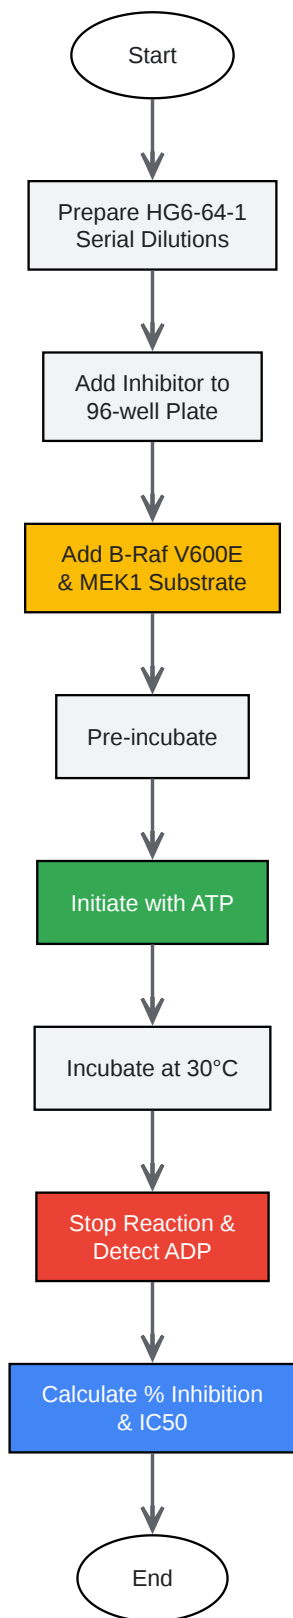 Start
Prepare HG6-64-1
Serial Dilutions
Add Inhibitor to
96-well Plate
Add B-Raf V600E
& MEK1 Substrate
Pre-incubate
Initiate with ATP
Incubate at 30°C
Stop Reaction &
Detect ADP
Calculate % Inhibition
& IC50
End